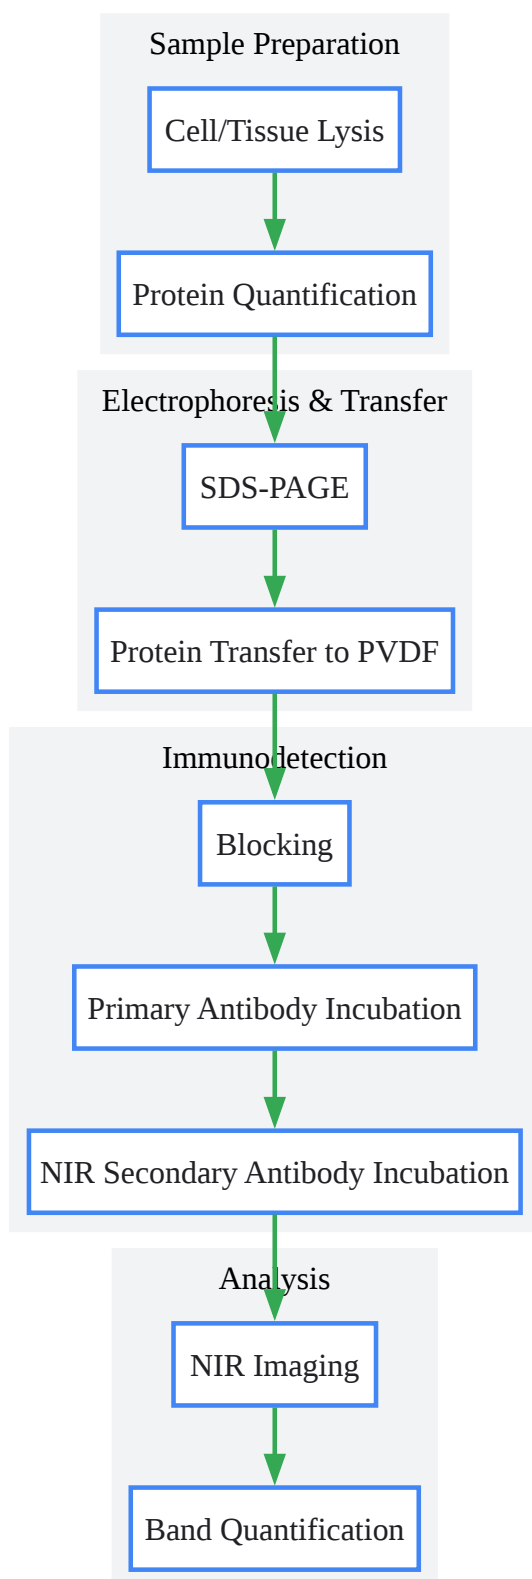 Sample Preparation
Cell/Tissue Lysis
Protein Quantification
Electrophoresis & Transfer
SDS-PAGE
Protein Transfer to PVDF
Immunodetection
Blocking
Primary Antibody Incubation
NIR Secondary Antibody Incubation
Analysis
NIR Imaging
Band Quantification